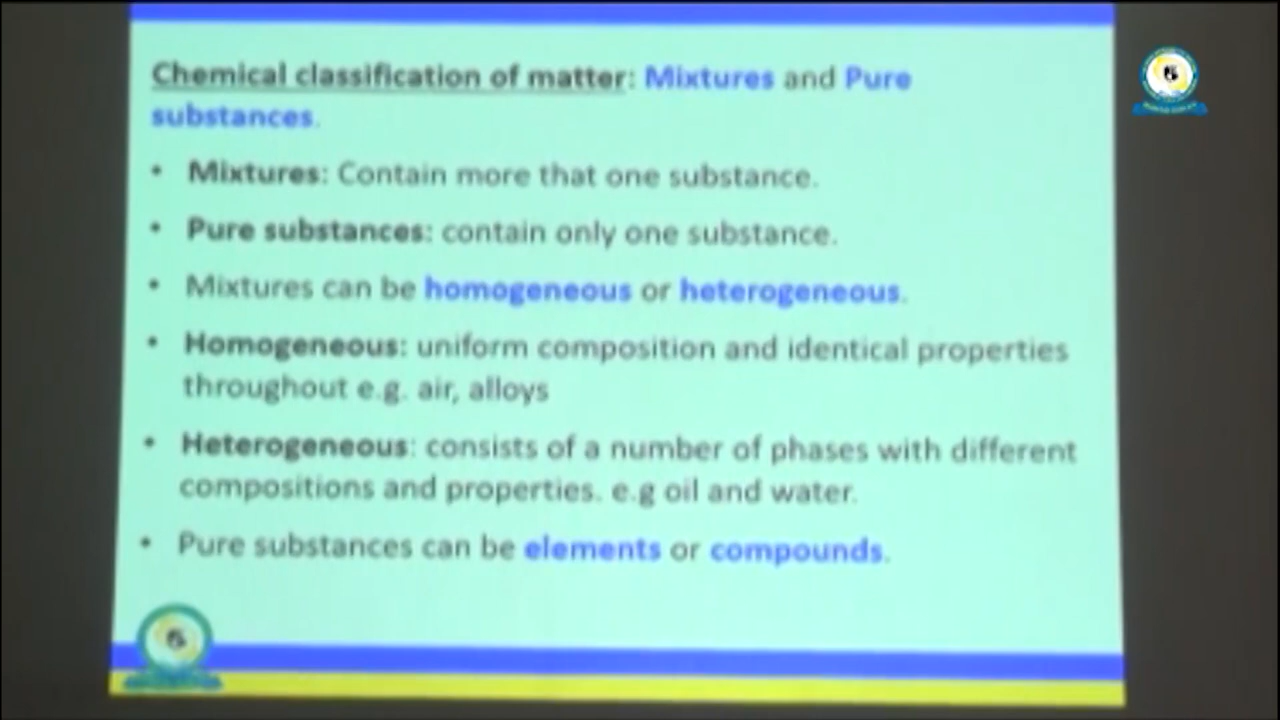 Chemical classification of matter: Mixtures and Pure
substances.
• Mixtures: Contain more that one substance.
• Pure substances: contain only one substance.
• Mixtures can be homogeneous or heterogeneous.
• Homogeneous: uniform composition and identical properties
throughout e.g. air, alloys
• Heterogeneous: consists of a number of phases with different
compositions and properties. e.g oil and water.
• Pure substances can be elements or compounds.